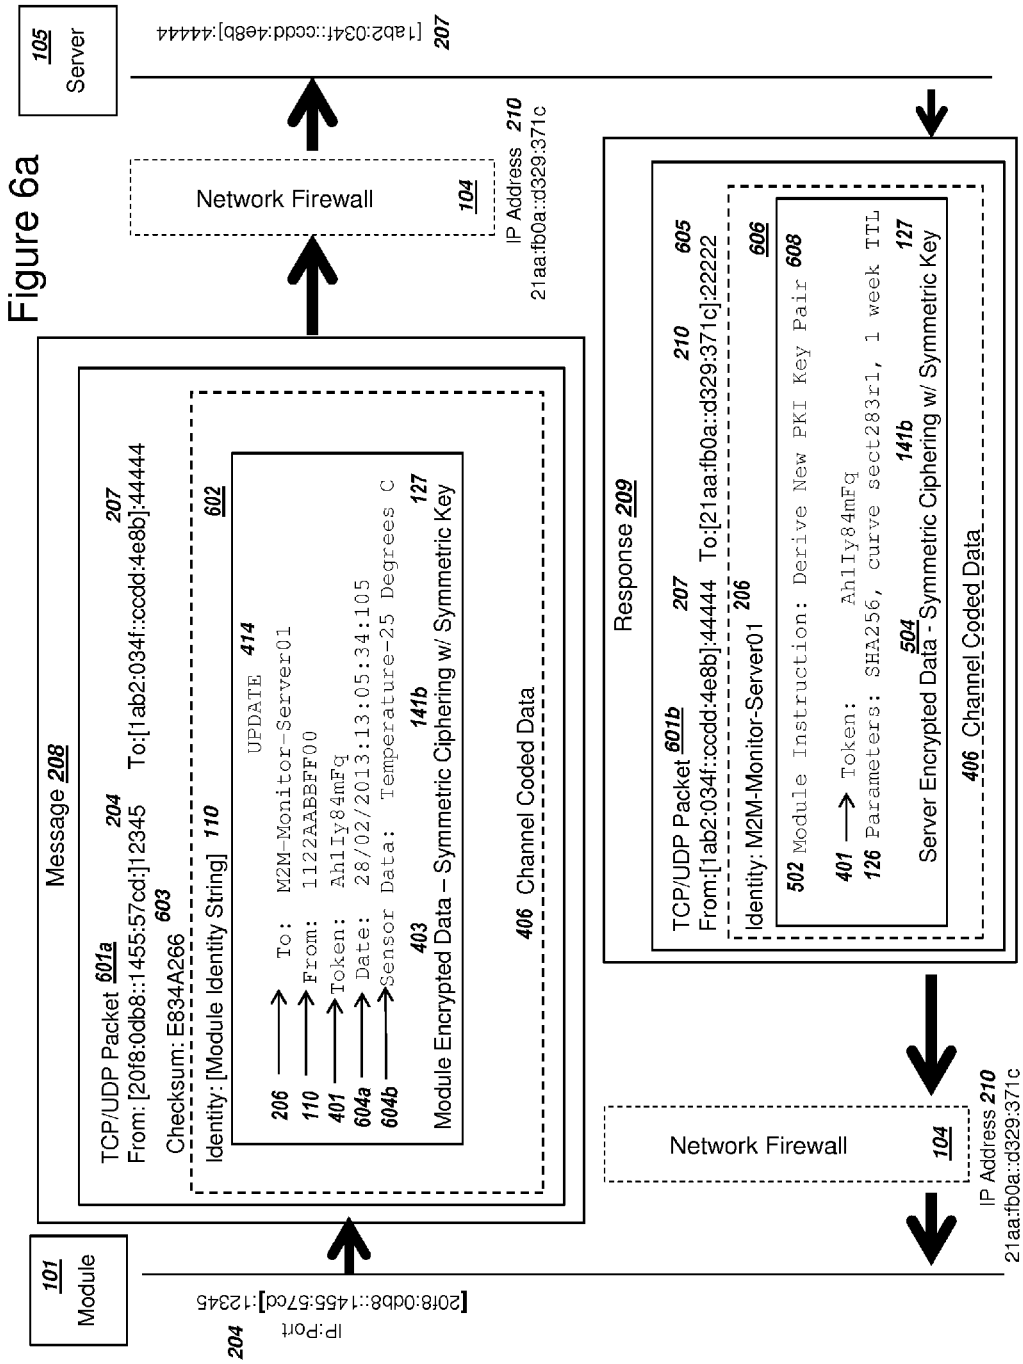 Figure 6a
101
Module
105
Server
204
IP:Port
[20f8:0db8::1455:57cd]:12345
[1ab2:034f::ccdd:4e8b]:44444
207
Message 208
TCP/UDP Packet 601a 204 207
From: [20f8:0db8::1455:57cd:]12345 To:[1ab2:034f::ccdd:4e8b]:44444
Checksum: E834A266 603
Identity: [Module Identity String] 110 602
UPDATE 414
206 To: M2M-Monitor-Server01
110 From: 1122AABBFF00
401 Token: Ah1Iy84mFq
604a Date: 28/02/2013:13:05:34:105
604b Sensor Data: Temperature-25 Degrees C
403 141b 127
Module Encrypted Data – Symmetric Ciphering w/ Symmetric Key
406 Channel Coded Data
Network Firewall
104
IP Address 210
21aa:fb0a::d329:371c
Response 209
TCP/UDP Packet 601b 207 210 605
From:[1ab2:034f::ccdd:4e8b]:44444 To:[21aa:fb0a::d329:371c]:22222
Identity: M2M-Monitor-Server01 206 606
502 Module Instruction: Derive New PKI Key Pair 608
401 Token: Ah1Iy84mFq
126 Parameters: SHA256, curve sect283r1, 1 week TTL
504 141b 127
Server Encrypted Data - Symmetric Ciphering w/ Symmetric Key
406 Channel Coded Data
Network Firewall
104
IP Address 210
21aa:fb0a::d329:371c